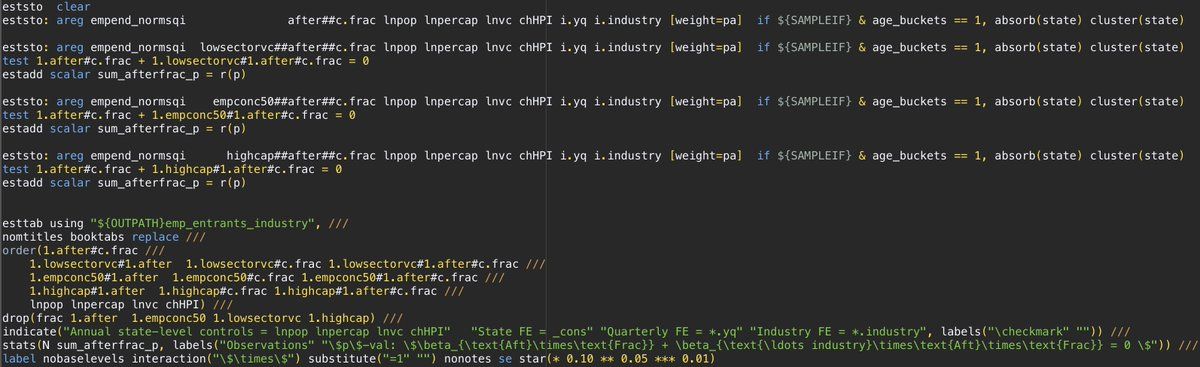 eststo  clear
eststo: areg empend_normsqi                after##c.frac lnpop lnpercap lnvc chHPI i.yq i.industry [weight=pa]  if ${SAMPLEIF} & age_buckets == 1, absorb(state) cluster(state)
eststo: areg empend_normsqi  lowsectorvc##after##c.frac lnpop lnpercap lnvc chHPI i.yq i.industry [weight=pa]  if ${SAMPLEIF} & age_buckets == 1, absorb(state) cluster(state)
test 1.after#c.frac + 1.lowsectorvc#1.after#c.frac = 0
estadd scalar sum_afterfrac_p = r(p)
eststo: areg empend_normsqi    empconc50##after##c.frac lnpop lnpercap lnvc chHPI i.yq i.industry [weight=pa]  if ${SAMPLEIF} & age_buckets == 1, absorb(state) cluster(state)
test 1.after#c.frac + 1.empconc50#1.after#c.frac = 0
estadd scalar sum_afterfrac_p = r(p)
eststo: areg empend_normsqi      highcap##after##c.frac lnpop lnpercap lnvc chHPI i.yq i.industry [weight=pa]  if ${SAMPLEIF} & age_buckets == 1, absorb(state) cluster(state)
test 1.after#c.frac + 1.highcap#1.after#c.frac = 0
estadd scalar sum_afterfrac_p = r(p)
esttab using "${OUTPATH}emp_entrants_industry", ///
nomtitles booktabs replace ///
order(1.after#c.frac ///
    1.lowsectorvc#1.after  1.lowsectorvc#c.frac 1.lowsectorvc#1.after#c.frac ///
    1.empconc50#1.after  1.empconc50#c.frac 1.empconc50#1.after#c.frac ///
    1.highcap#1.after  1.highcap#c.frac 1.highcap#1.after#c.frac ///
    lnpop lnpercap lnvc chHPI) ///
drop(frac 1.after  1.empconc50 1.lowsectorvc 1.highcap) ///
indicate("Annual state-level controls = lnpop lnpercap lnvc chHPI"   "State FE = _cons" "Quarterly FE = *.yq" "Industry FE = *.industry", labels("\checkmark" "")) ///
stats(N sum_afterfrac_p, labels("Observations" "\$p\$-val: \$\beta_{\text{Aft}\times\text{Frac}} + \beta_{\text{\ldots industry}\times\text{Aft}\times\text{Frac}} = 0 \$")) ///
label nobaselevels interaction("\$\times\$") substitute("=1" "") nonotes se star(* 0.10 ** 0.05 *** 0.01)